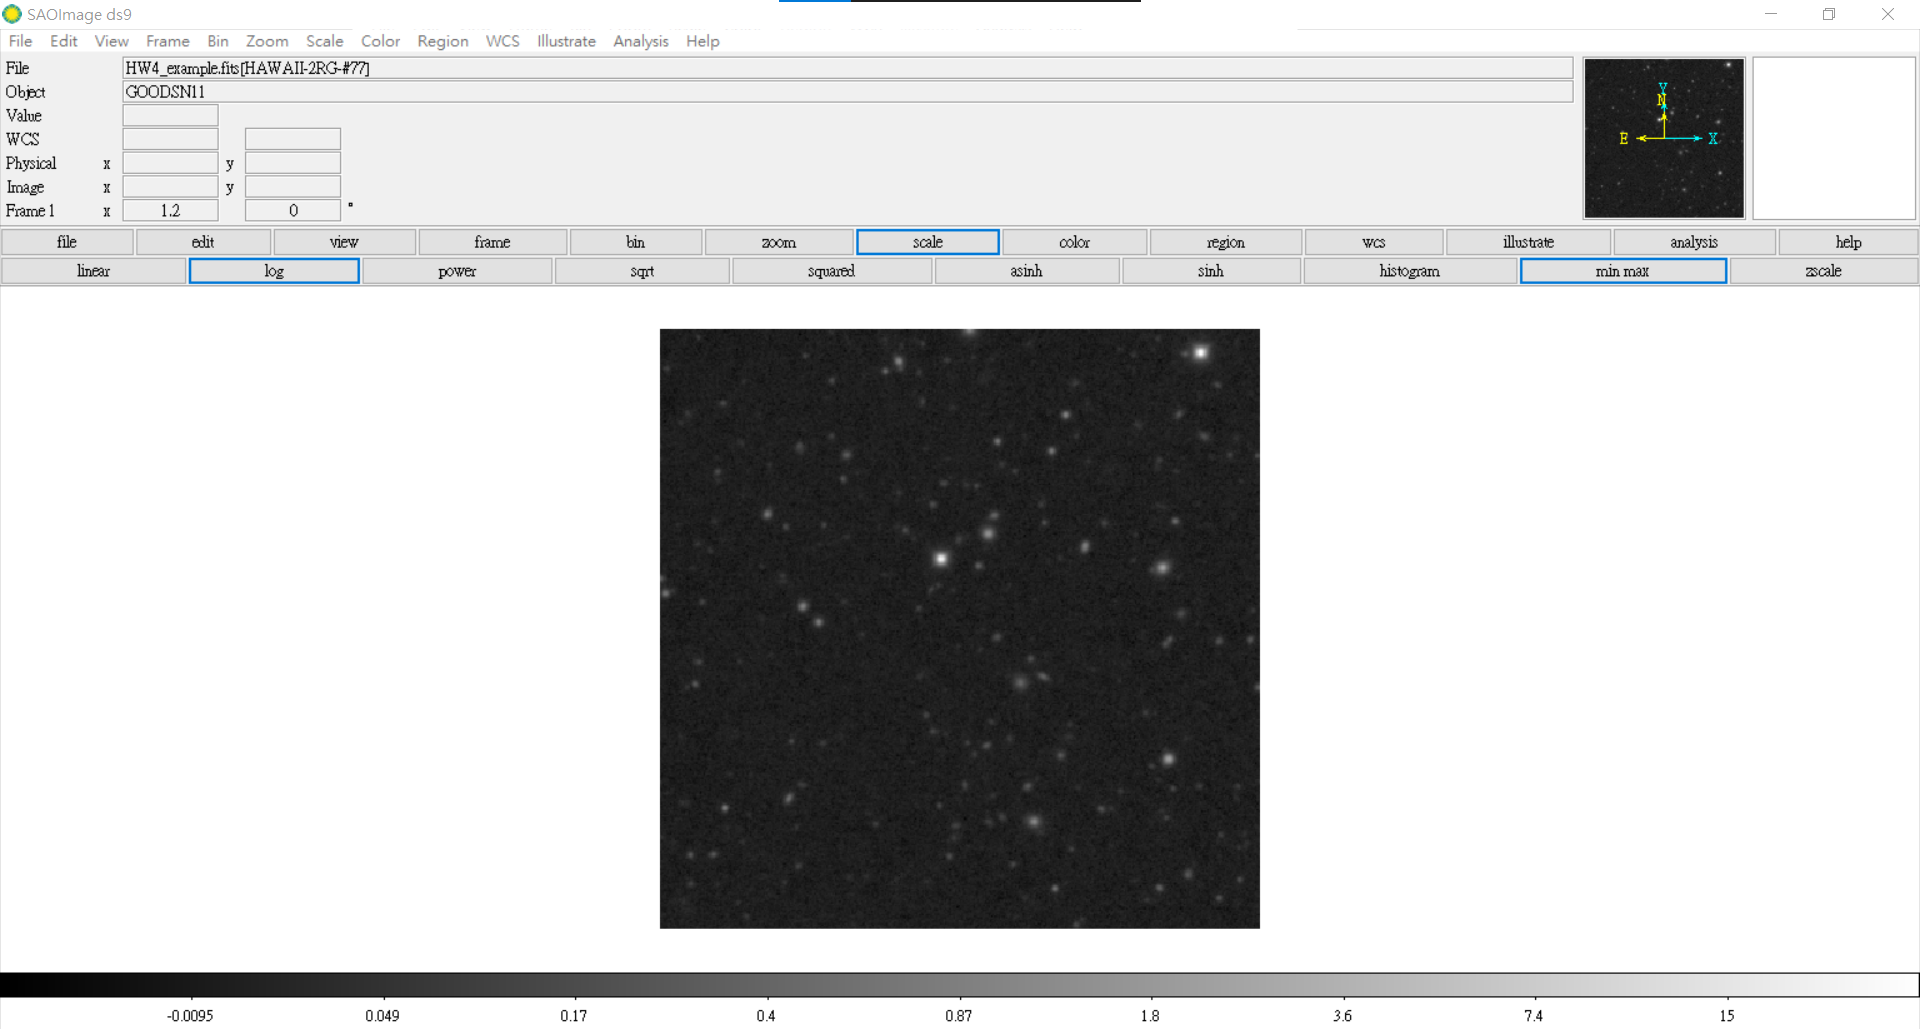 SAOImage ds9
File Edit View Frame Bin Zoom Scale Color Region WCS Illustrate Analysis Help
File HW4_example.fits[HAWAII-2RG-#77]
Object GOODSN11
Value
WCS
Physical x y
Image x y
Frame 1 x 1.2 0 °
Y
N
E X
file edit view frame bin zoom scale color region wcs illustrate analysis help
linear log power sqrt squared asinh sinh histogram min max zscale
-0.0095 0.049 0.17 0.4 0.87 1.8 3.6 7.4 15